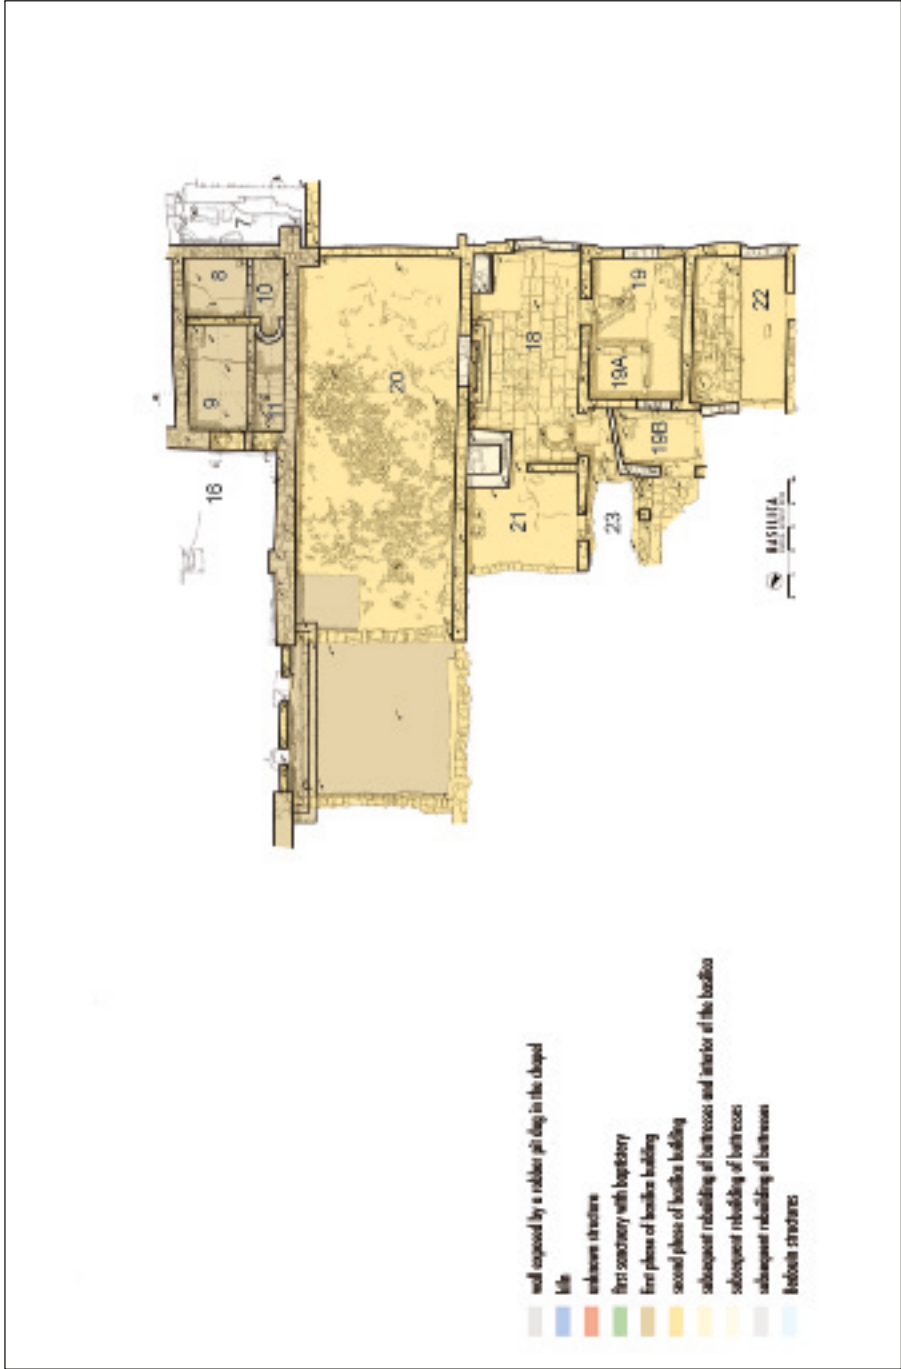 7
8
9
10
11
16
20
18
19
19A
19B
21
22
23
BASILICA
wall exposed by a robber pit dug in the chapel
kiln
unknown structure
first sanctuary with baptistery
first phase of basilica building
second phase of basilica building
subsequent rebuilding of buttresses and interior of the basilica
subsequent rebuilding of buttresses
subsequent rebuilding of buttresses
Bedouin structures